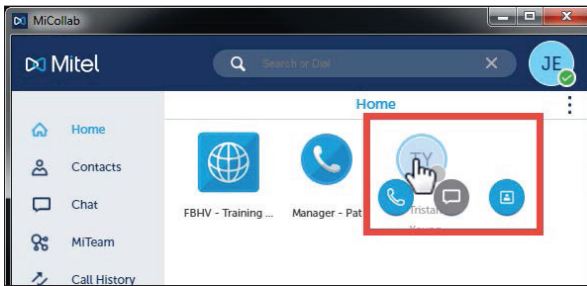 MiCollab
Mitel
Search or Dial
JE
Home
Home
Contacts
Chat
MiTeam
Call History
FBHV - Training ...
Manager - Pat
TY
Tristan
Young